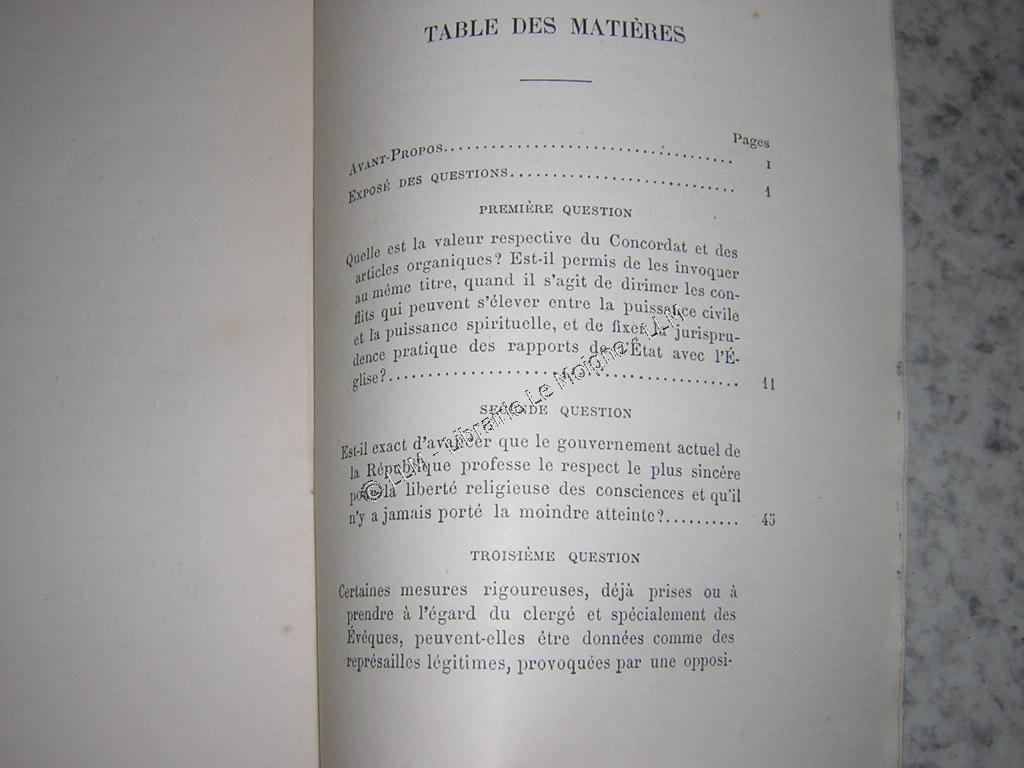 TABLE DES MATIÈRES
Pages
AVANT-PROPOS........ I
EXPOSÉ DES QUESTIONS........ 1
PREMIÈRE QUESTION
Quelle est la valeur respective du Concordat et des
articles organiques? Est-il permis de les invoquer
au même titre, quand il s'agit de dirimer les con-
flits qui peuvent s'élever entre la puissance civile
et la puissance spirituelle, et de fixer la jurispru-
dence pratique des rapports de l'État avec l'É-
glise?........ 11
SECONDE QUESTION
Est-il exact d'avancer que le gouvernement actuel de
la République professe le respect le plus sincère
pour la liberté religieuse des consciences et qu'il
n'y a jamais porté la moindre atteinte?.......... 45
TROISIÈME QUESTION
Certaines mesures rigoureuses, déjà prises ou à
prendre à l'égard du clergé et spécialement des
Évêques, peuvent-elles être données comme des
représailles légitimes, provoquées par une opposi-
© LLM - Librairie Le Moigne - LLM